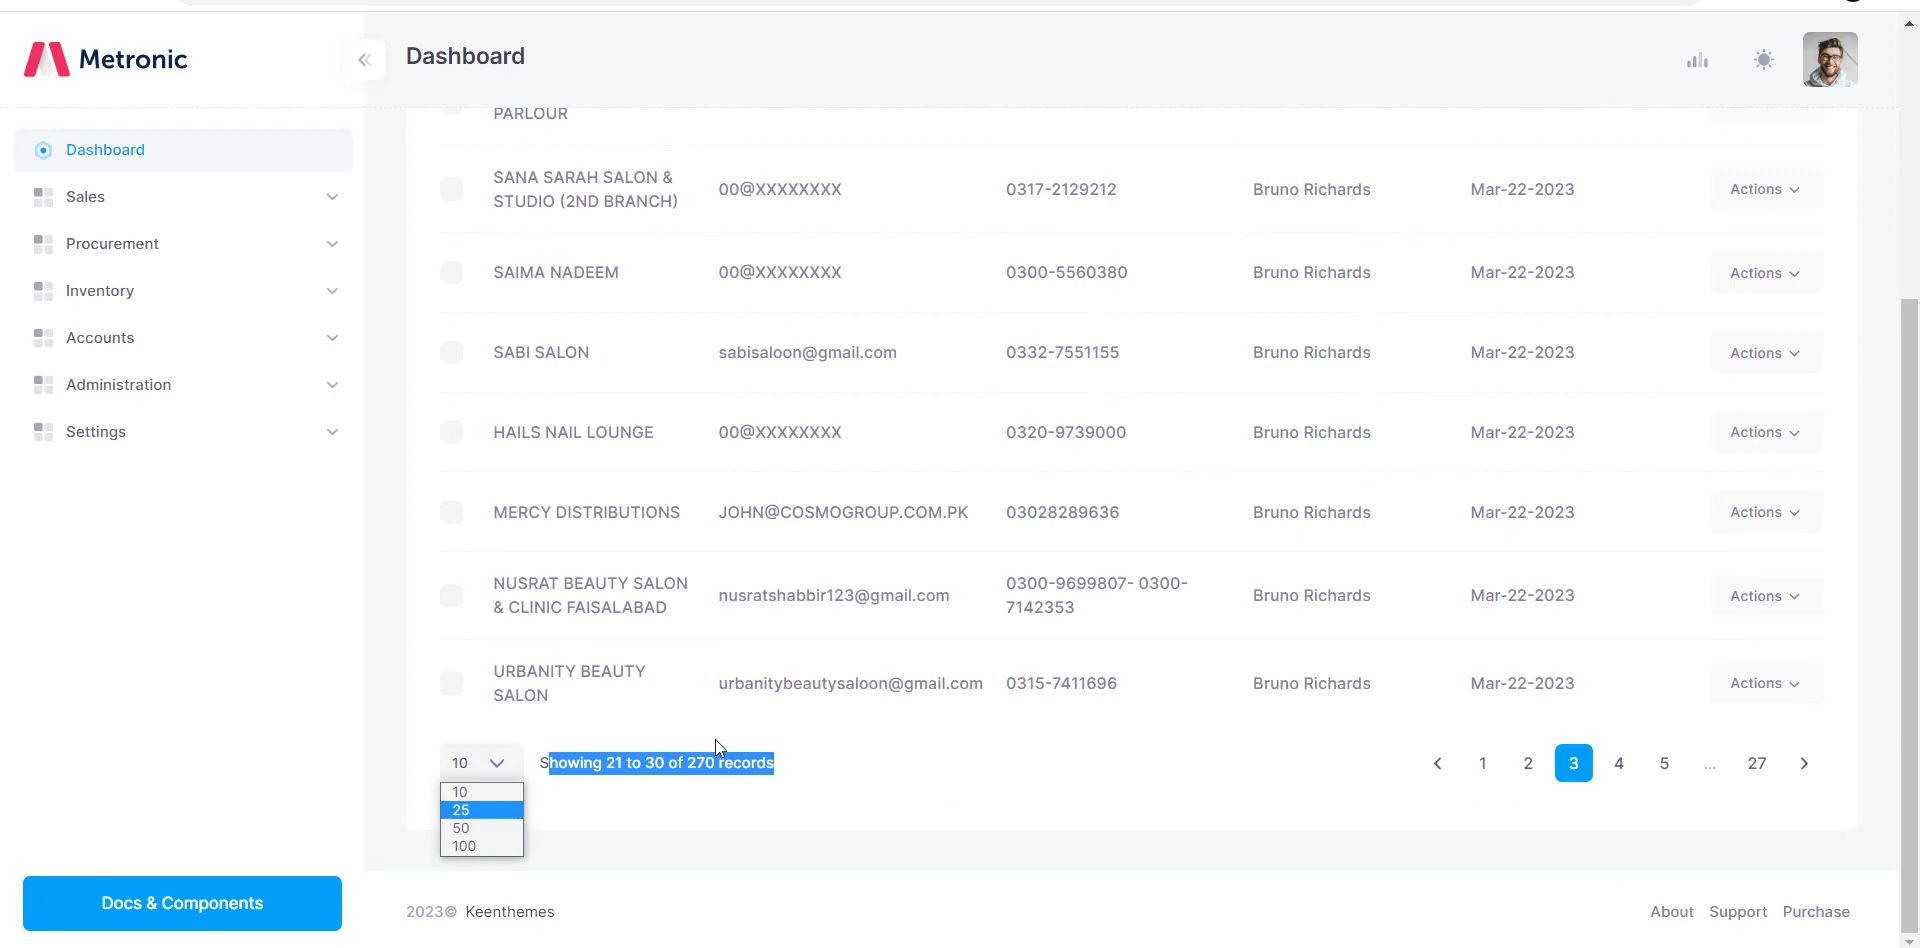 Metronic
Dashboard
Dashboard
Sales
Procurement
Inventory
Accounts
Administration
Settings
Docs & Components
PARLOUR
SANA SARAH SALON & STUDIO (2ND BRANCH) 00@XXXXXXXX 0317-2129212 Bruno Richards Mar-22-2023 Actions
SAIMA NADEEM 00@XXXXXXXX 0300-5560380 Bruno Richards Mar-22-2023 Actions
SABI SALON sabisaloon@gmail.com 0332-7551155 Bruno Richards Mar-22-2023 Actions
HAILS NAIL LOUNGE 00@XXXXXXXX 0320-9739000 Bruno Richards Mar-22-2023 Actions
MERCY DISTRIBUTIONS JOHN@COSMOGROUP.COM.PK 03028289636 Bruno Richards Mar-22-2023 Actions
NUSRAT BEAUTY SALON & CLINIC FAISALABAD nusratshabbir123@gmail.com 0300-9699807- 0300-7142353 Bruno Richards Mar-22-2023 Actions
URBANITY BEAUTY SALON urbanitybeautysaloon@gmail.com 0315-7411696 Bruno Richards Mar-22-2023 Actions
10 Showing 21 to 30 of 270 records 1 2 3 4 5 ... 27
10
25
50
100
2023© Keenthemes About Support Purchase